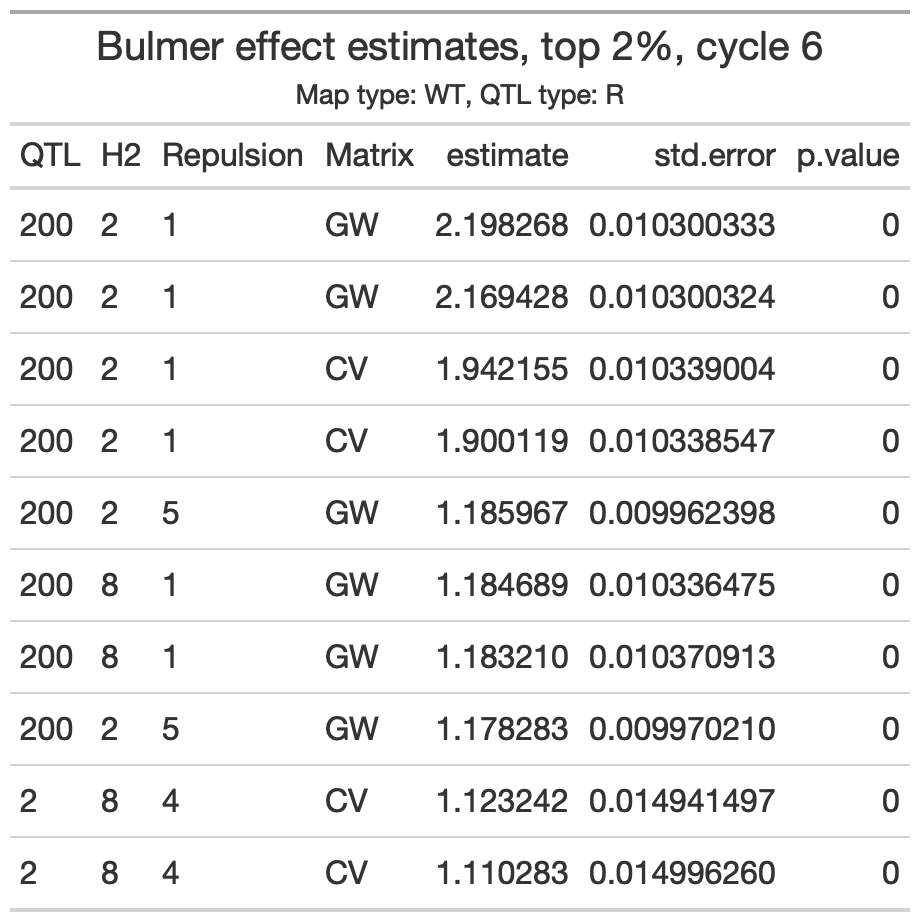 Bulmer effect estimates, top 2%, cycle 6
Map type: WT, QTL type: R
QTL H2 Repulsion Matrix estimate std.error p.value
200 2 1 GW 2.198268 0.010300333 0
200 2 1 GW 2.169428 0.010300324 0
200 2 1 CV 1.942155 0.010339004 0
200 2 1 CV 1.900119 0.010338547 0
200 2 5 GW 1.185967 0.009962398 0
200 8 1 GW 1.184689 0.010336475 0
200 8 1 GW 1.183210 0.010370913 0
200 2 5 GW 1.178283 0.009970210 0
2 8 4 CV 1.123242 0.014941497 0
2 8 4 CV 1.110283 0.014996260 0